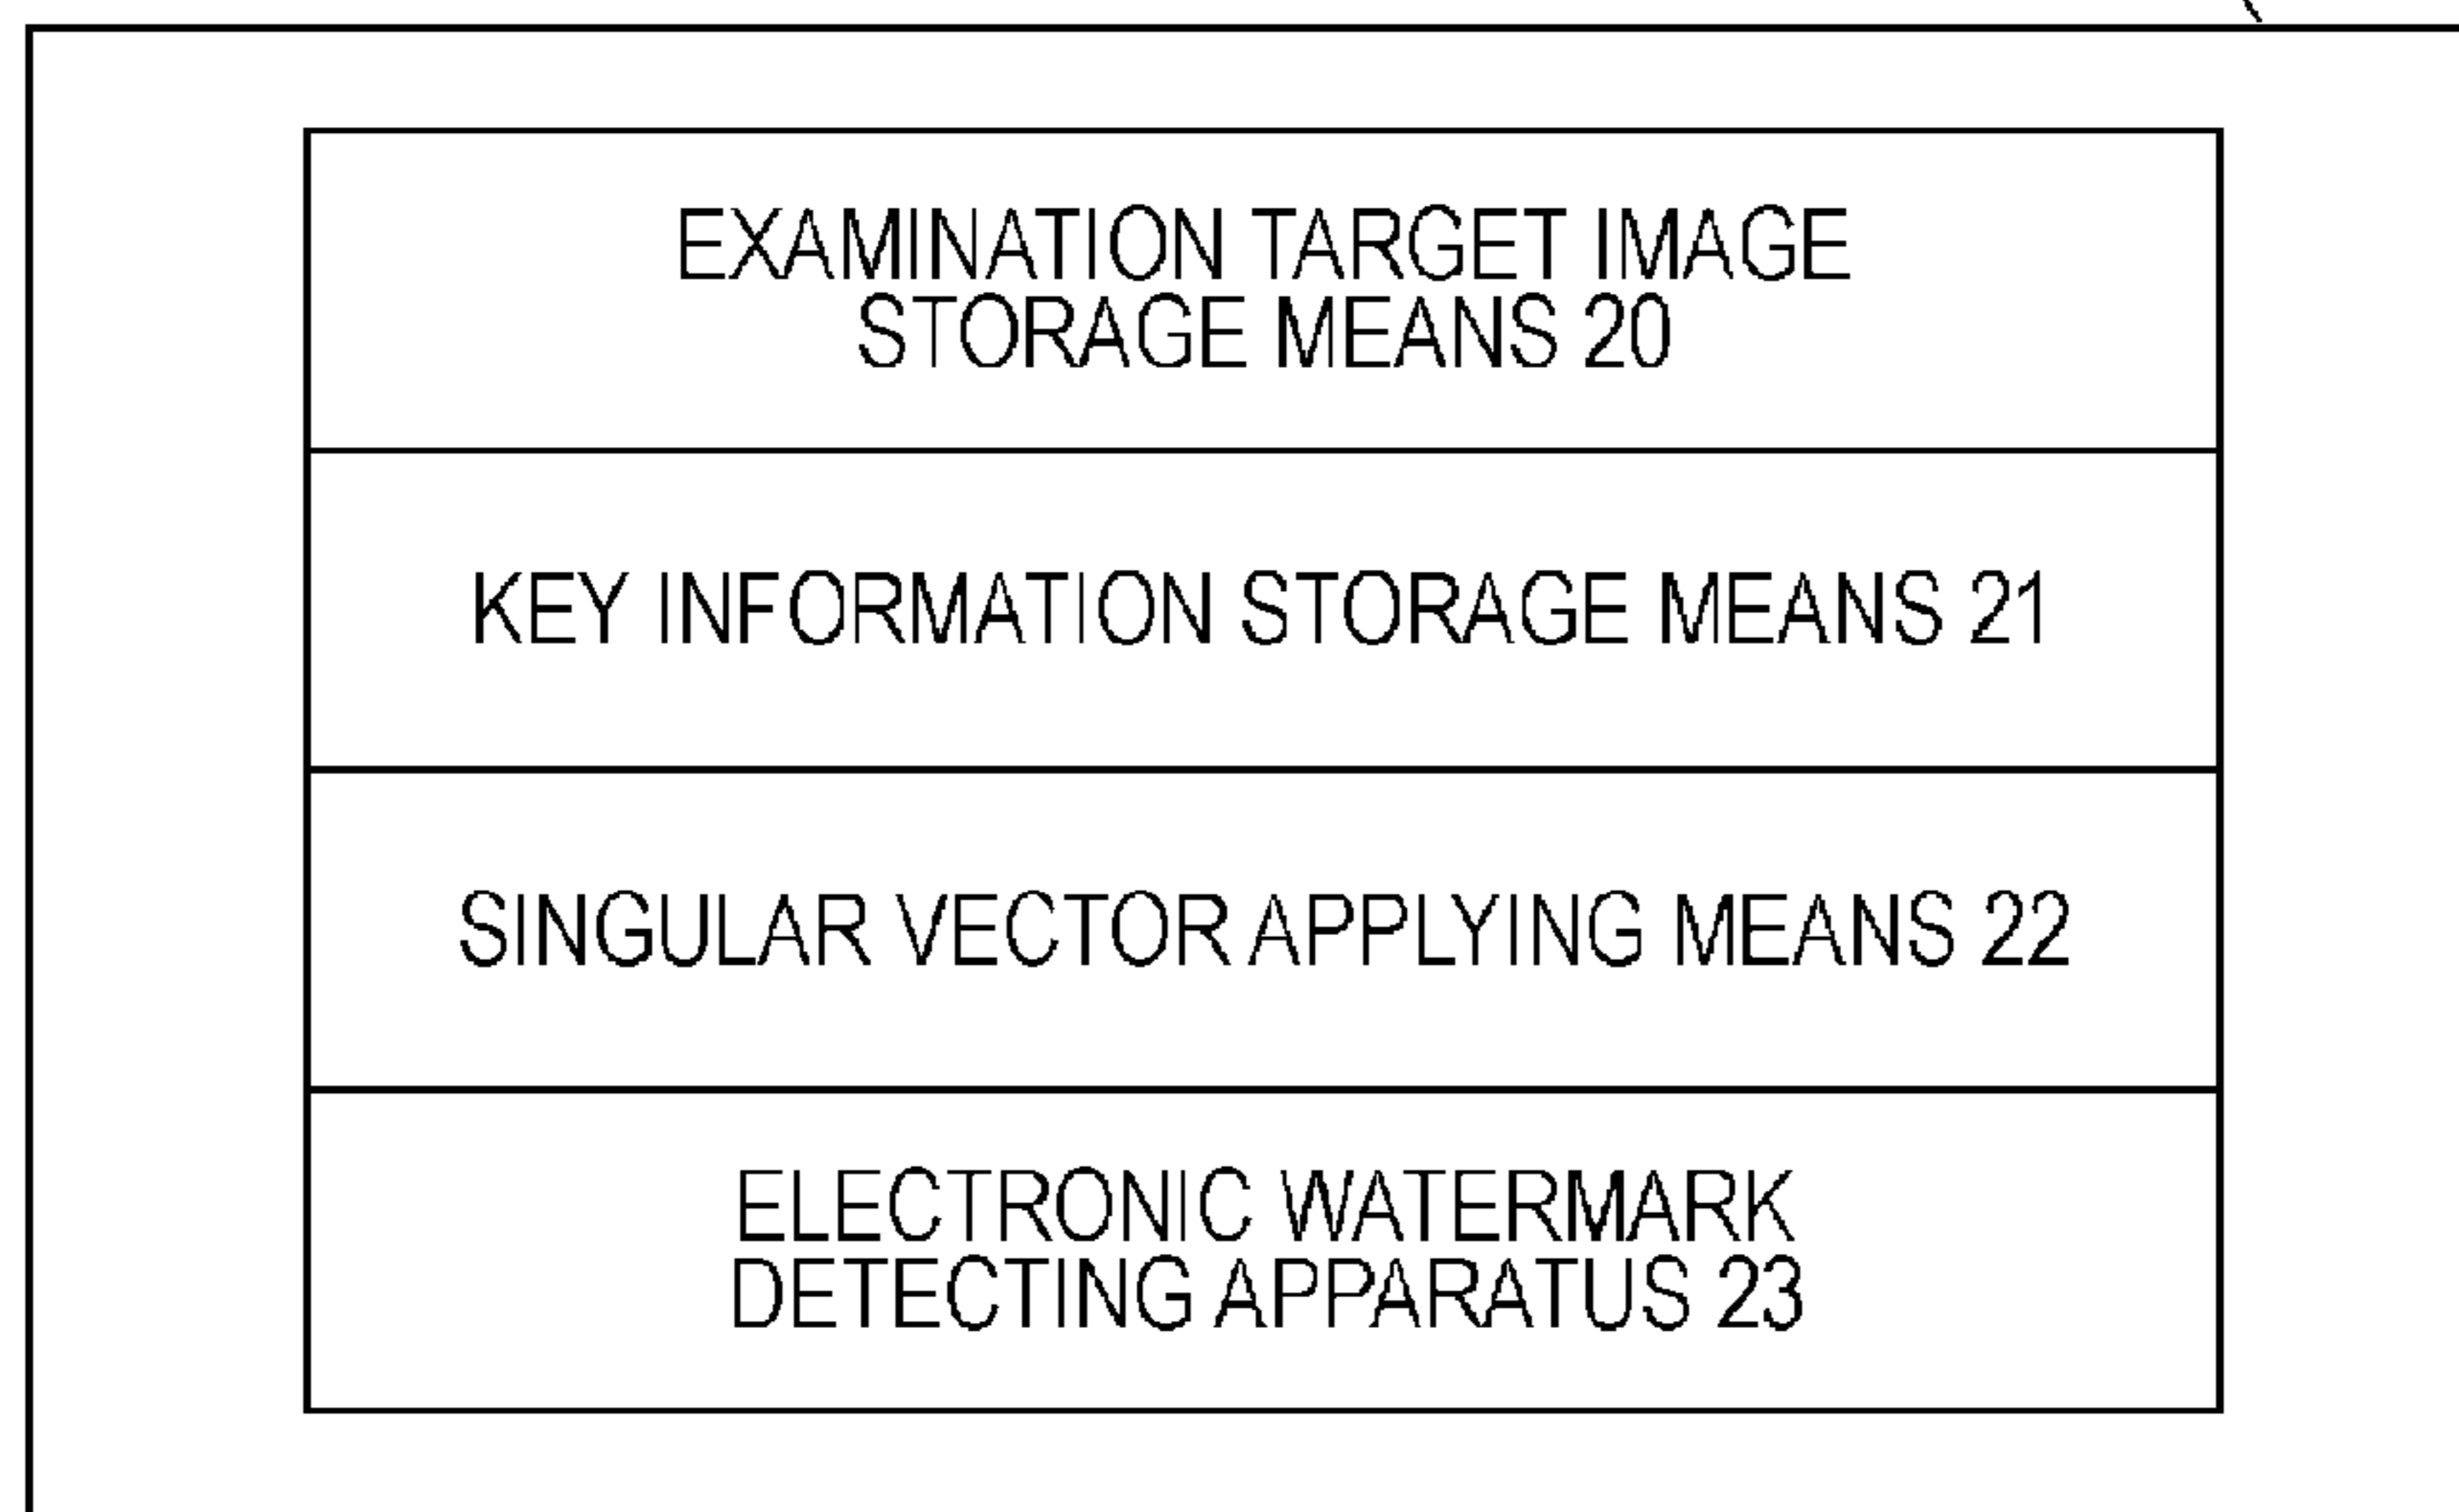 EXAMINATION TARGET IMAGE
STORAGE MEANS 20
KEY INFORMATION STORAGE MEANS 21
SINGULAR VECTOR APPLYING MEANS 22
ELECTRONIC WATERMARK
DETECTING APPARATUS 23